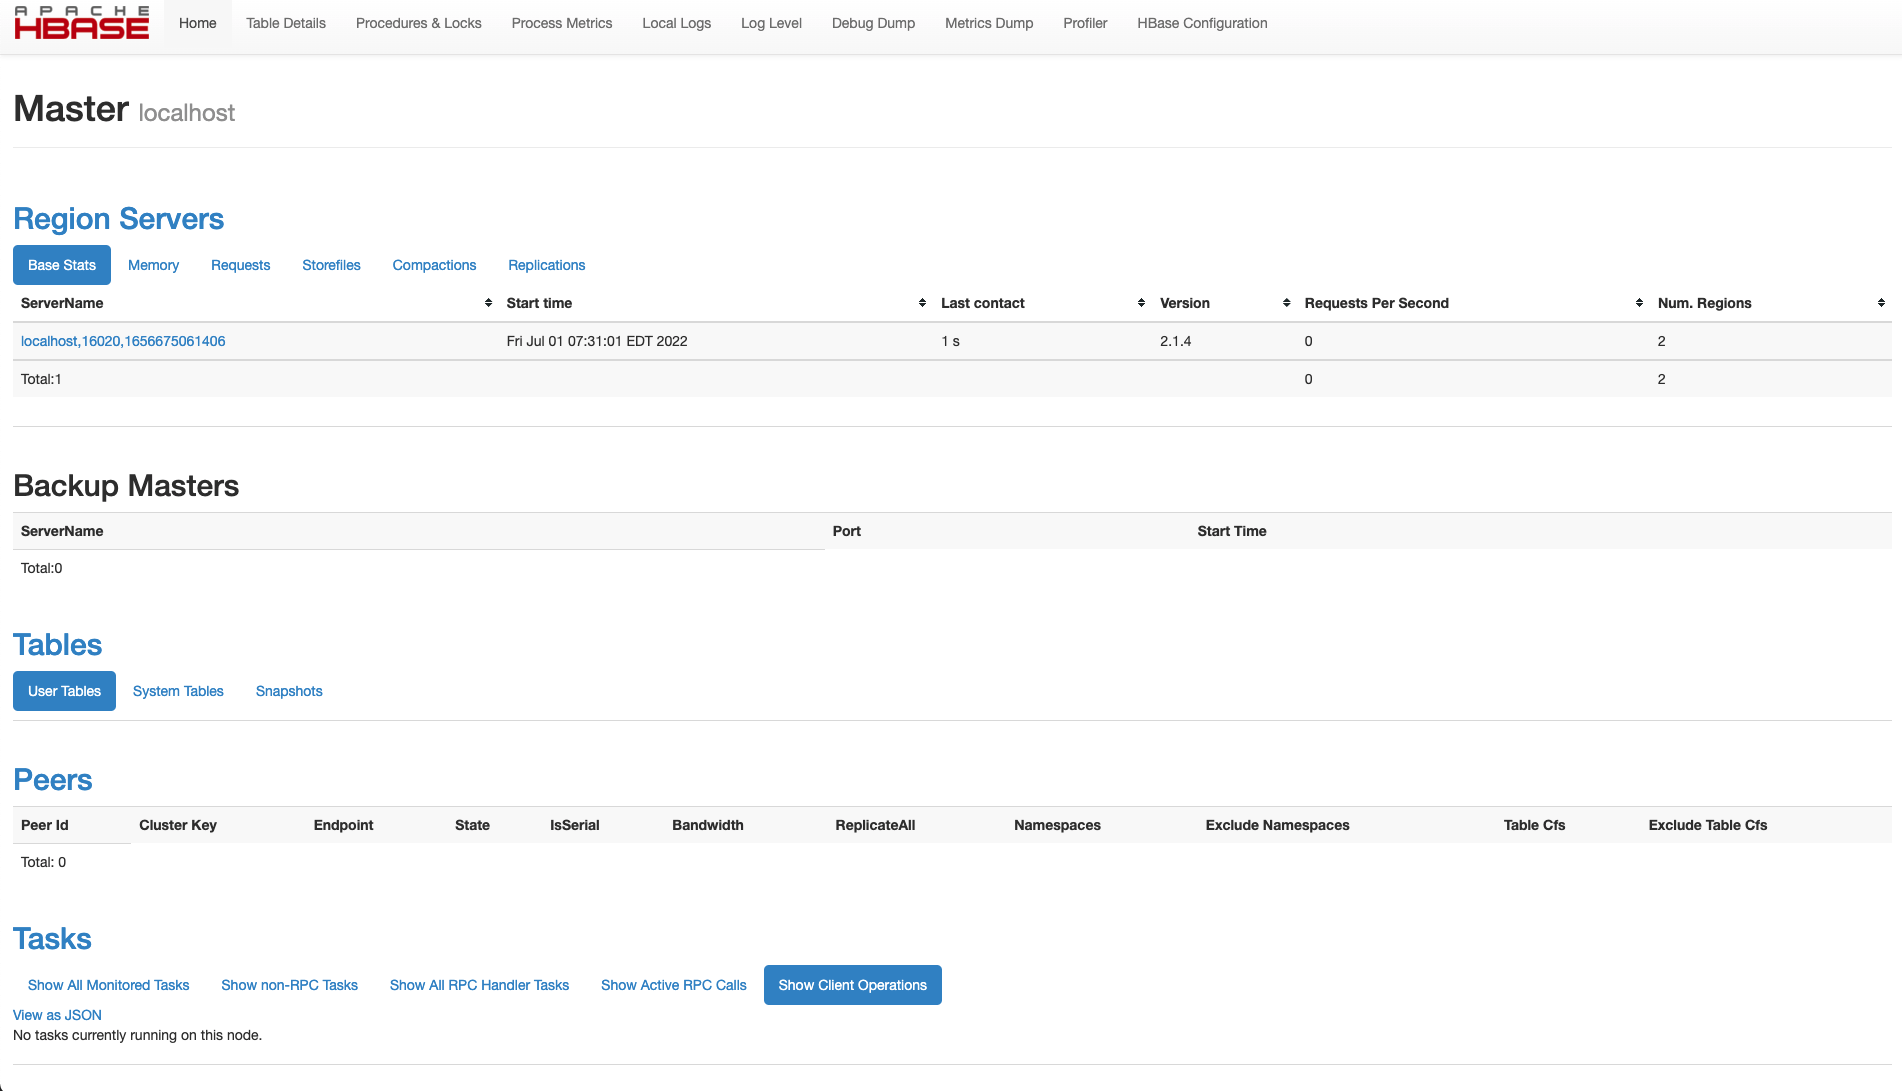 APACHE
HBASE
Home Table Details Procedures & Locks Process Metrics Local Logs Log Level Debug Dump Metrics Dump Profiler HBase Configuration
Master localhost
Region Servers
Base Stats Memory Requests Storefiles Compactions Replications
ServerName Start time Last contact Version Requests Per Second Num. Regions
localhost,16020,1656675061406 Fri Jul 01 07:31:01 EDT 2022 1 s 2.1.4 0 2
Total:1 0 2
Backup Masters
ServerName Port Start Time
Total:0
Tables
User Tables System Tables Snapshots
Peers
Peer Id Cluster Key Endpoint State IsSerial Bandwidth ReplicateAll Namespaces Exclude Namespaces Table Cfs Exclude Table Cfs
Total: 0
Tasks
Show All Monitored Tasks Show non-RPC Tasks Show All RPC Handler Tasks Show Active RPC Calls Show Client Operations
View as JSON
No tasks currently running on this node.